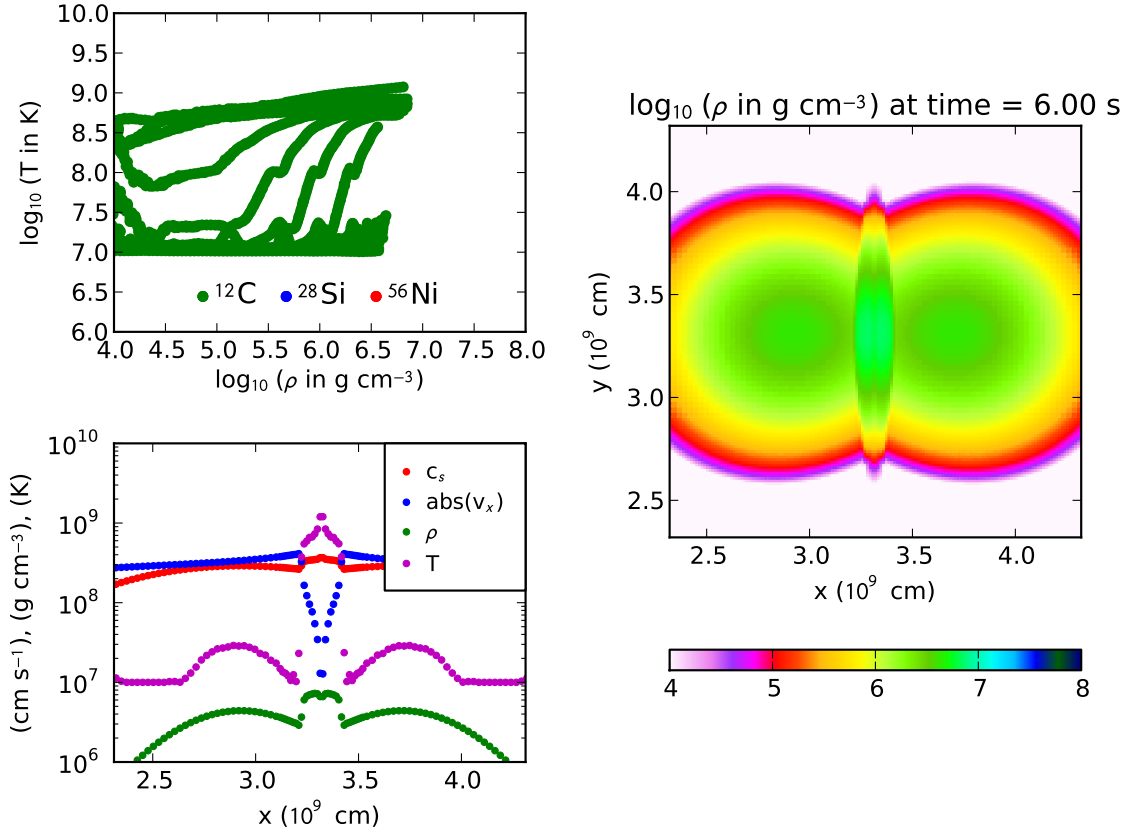 10.0
9.5
9.0
8.5
8.0
7.5
7.0
6.5
6.0
log₁₀ (T in K)
¹²C ²⁸Si ⁵⁶Ni
4.0 4.5 5.0 5.5 6.0 6.5 7.0 7.5 8.0
log₁₀ (ρ in g cm⁻³)
log₁₀ (ρ in g cm⁻³) at time = 6.00 s
4.0
3.5
3.0
2.5
y (10⁹ cm)
2.5 3.0 3.5 4.0
x (10⁹ cm)
4 5 6 7 8
10¹⁰
10⁹
10⁸
10⁷
10⁶
(cm s⁻¹), (g cm⁻³), (K)
cₛ
abs(vₓ)
ρ
T
2.5 3.0 3.5 4.0
x (10⁹ cm)